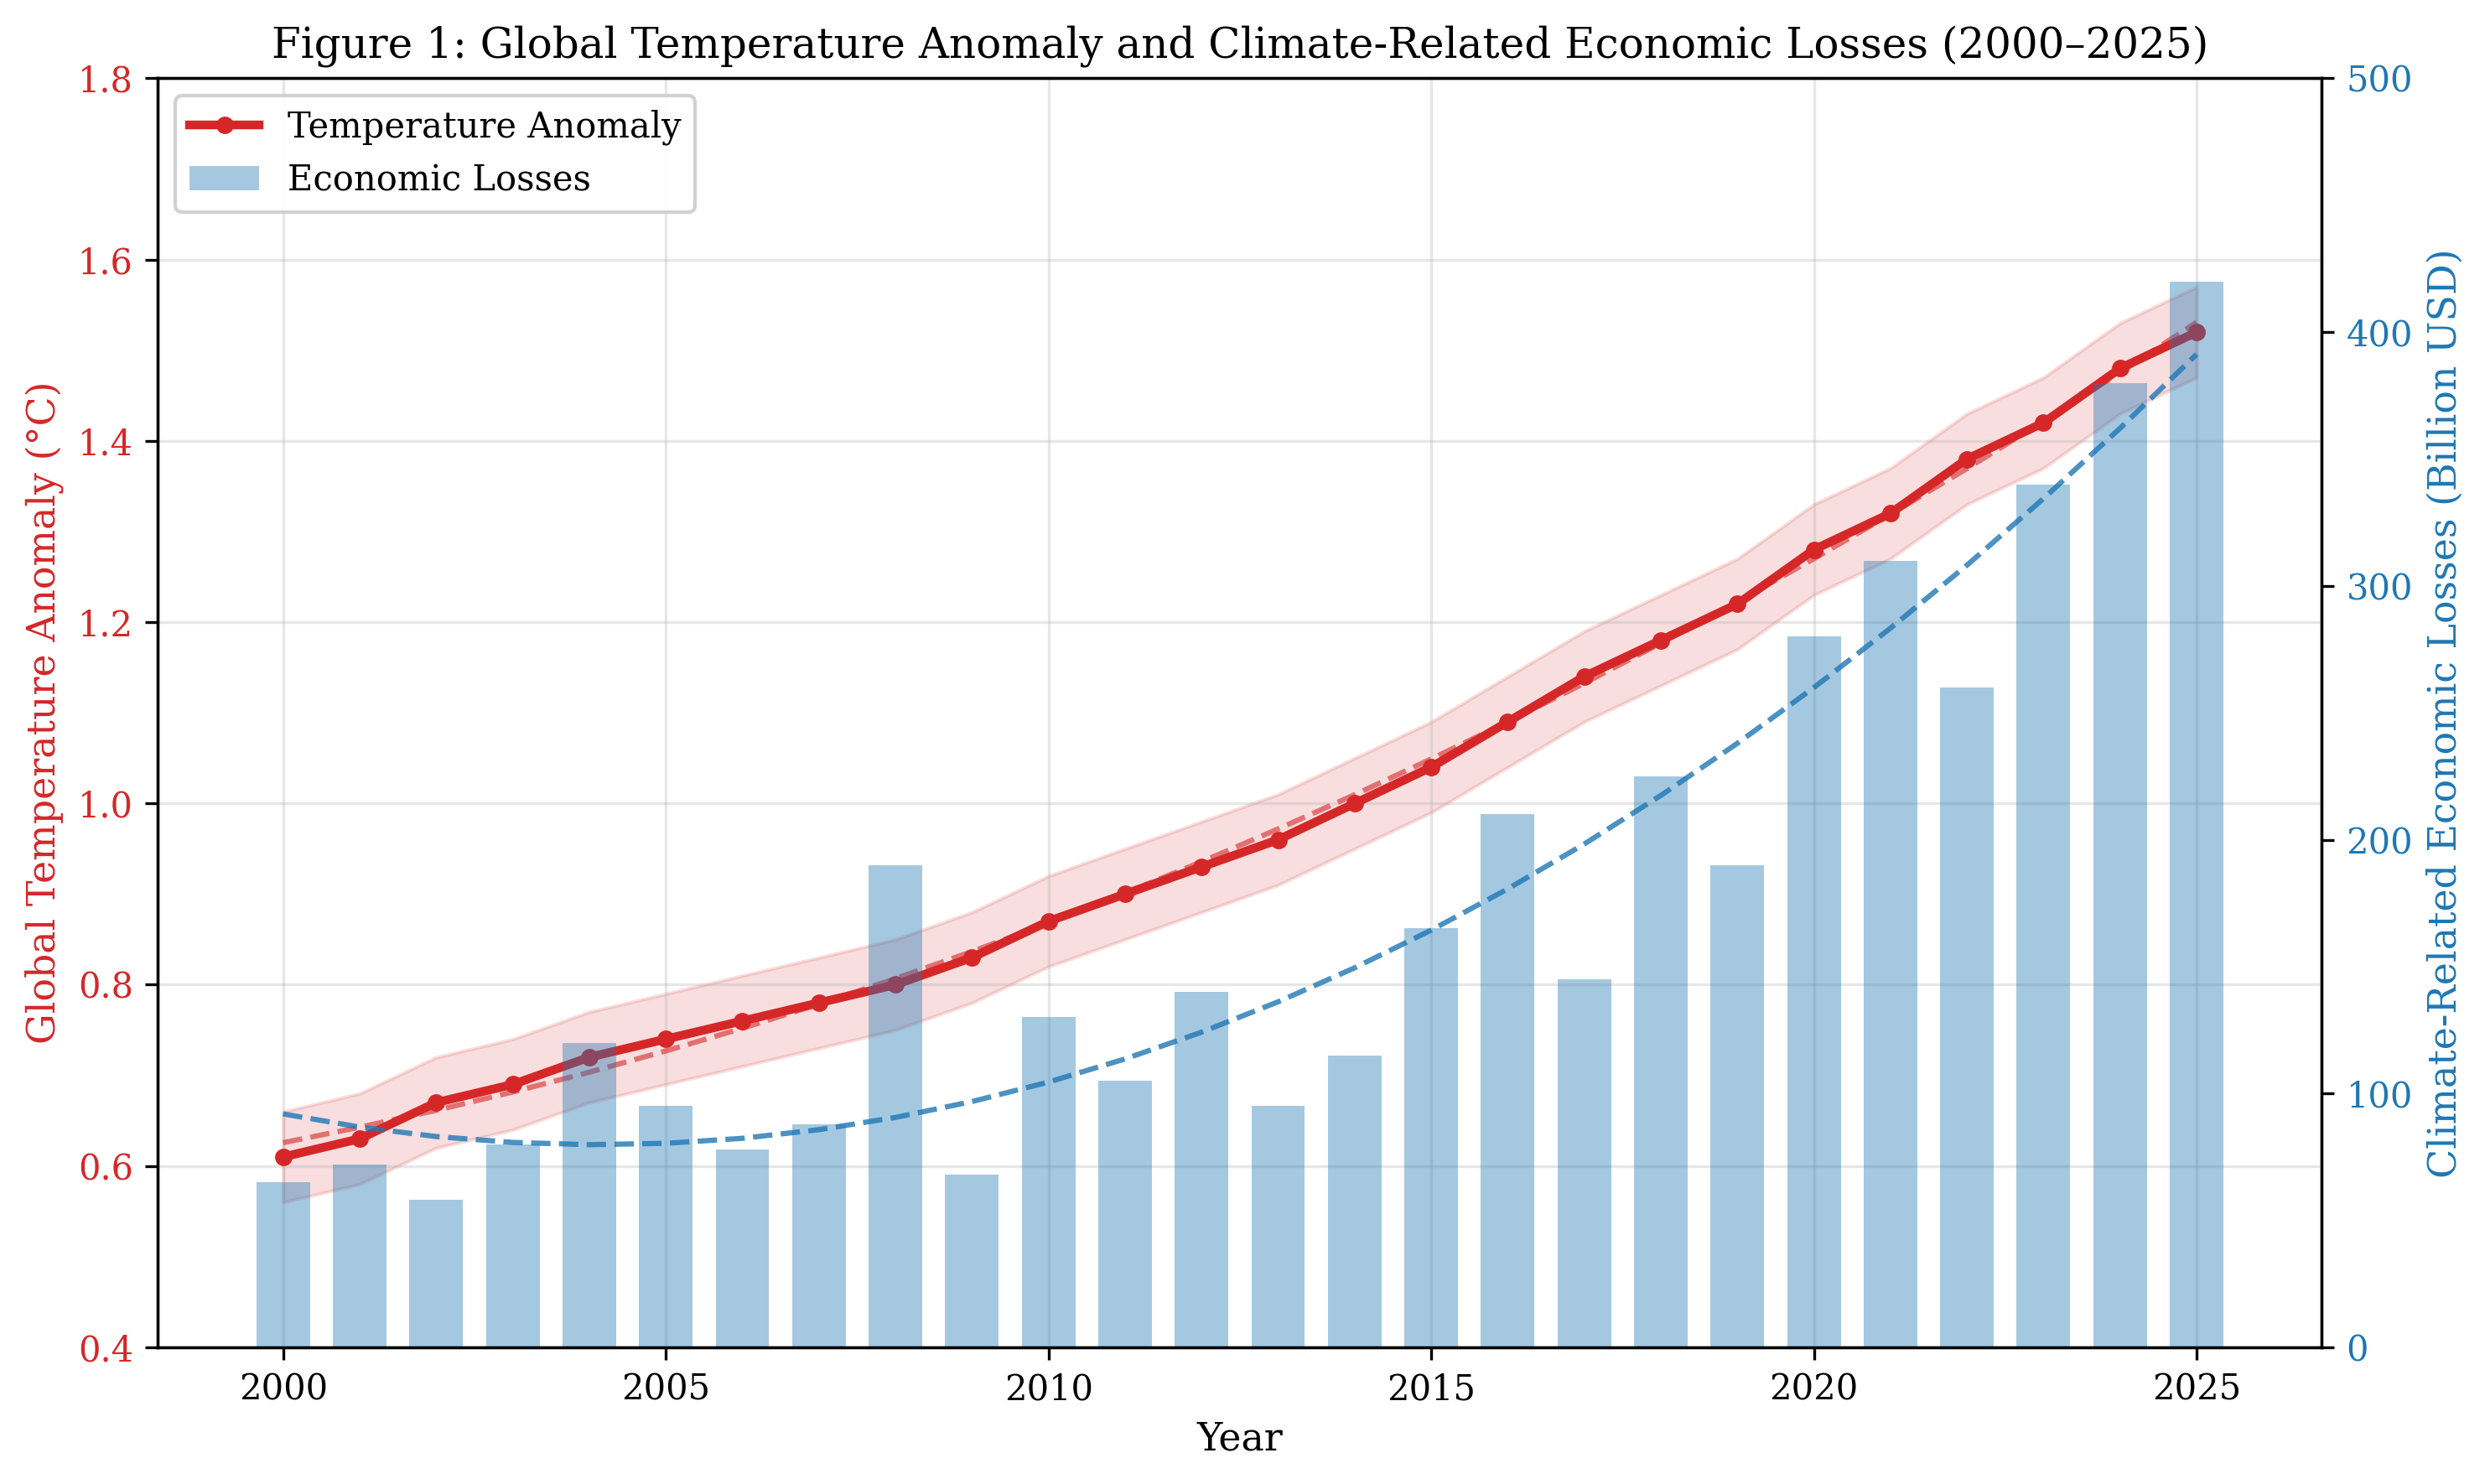 Figure 1: Global Temperature Anomaly and Climate-Related Economic Losses (2000–2025)
Temperature Anomaly
Economic Losses
Global Temperature Anomaly (°C)
1.8
1.6
1.4
1.2
1.0
0.8
0.6
0.4
500
400
300
200
100
0
Climate-Related Economic Losses (Billion USD)
2000 2005 2010 2015 2020 2025
Year